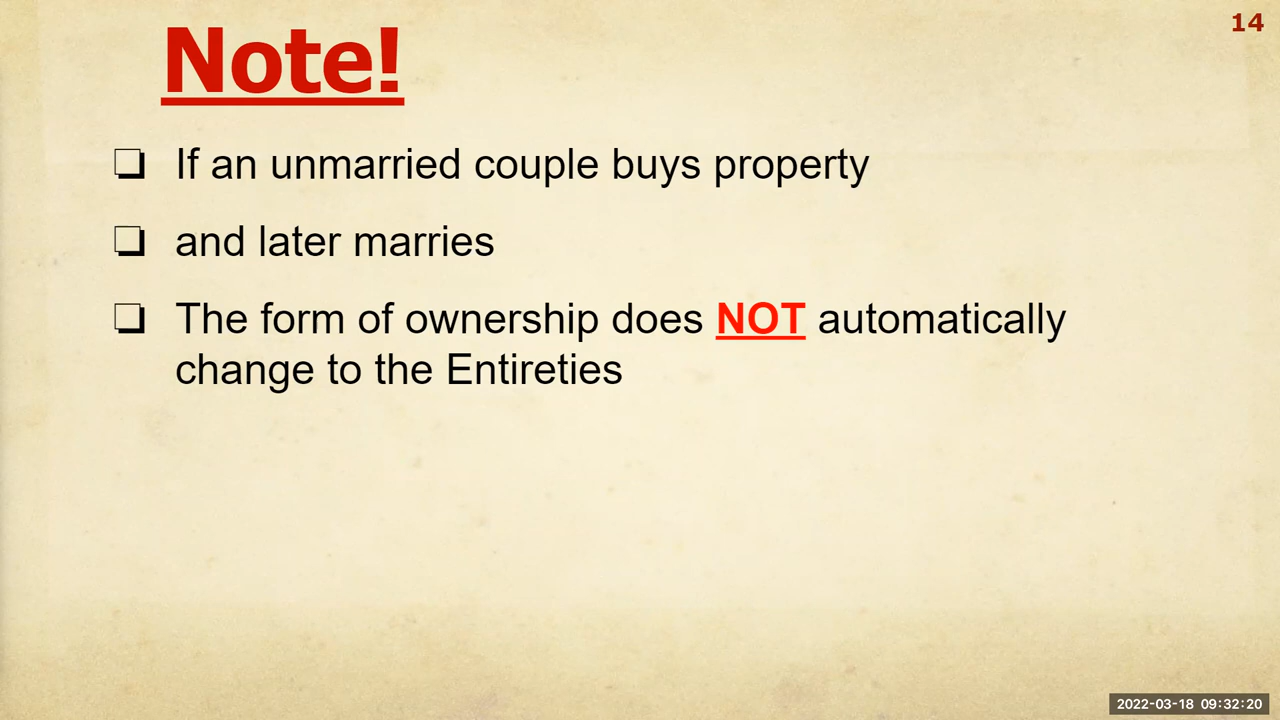 14
Note!
❏ If an unmarried couple buys property
❏ and later marries
❏ The form of ownership does NOT automatically
change to the Entireties
2022-03-18 09:32:20